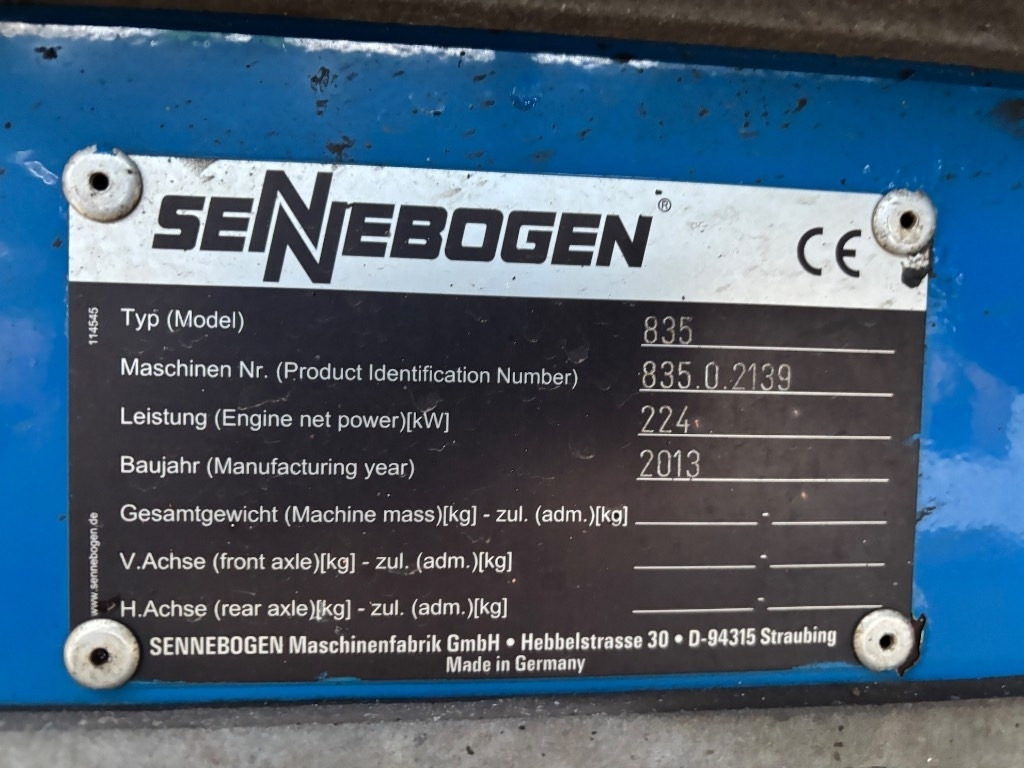 SENNEBOGEN®
CE
114545
Typ (Model) 835
Maschinen Nr. (Product Identification Number) 835.0.2139
Leistung (Engine net power)[kW] 224
Baujahr (Manufacturing year) 2013
Gesamtgewicht (Machine mass)[kg] - zul. (adm.)[kg] -
V.Achse (front axle)[kg] - zul. (adm.)[kg] -
H.Achse (rear axle)[kg] - zul. (adm.)[kg] -
www.sennebogen.de
SENNEBOGEN Maschinenfabrik GmbH • Hebbelstrasse 30 • D-94315 Straubing
Made in Germany